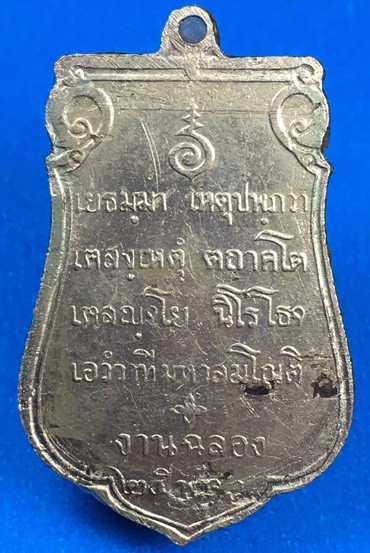 เยธมฺมา เหตุปฺปพฺภวา
เตสํเหตุํ ตถาคโต
เตสญฺจโย นิโรโธจ
เอวํวาที มหาสมโณติ
งานฉลอง